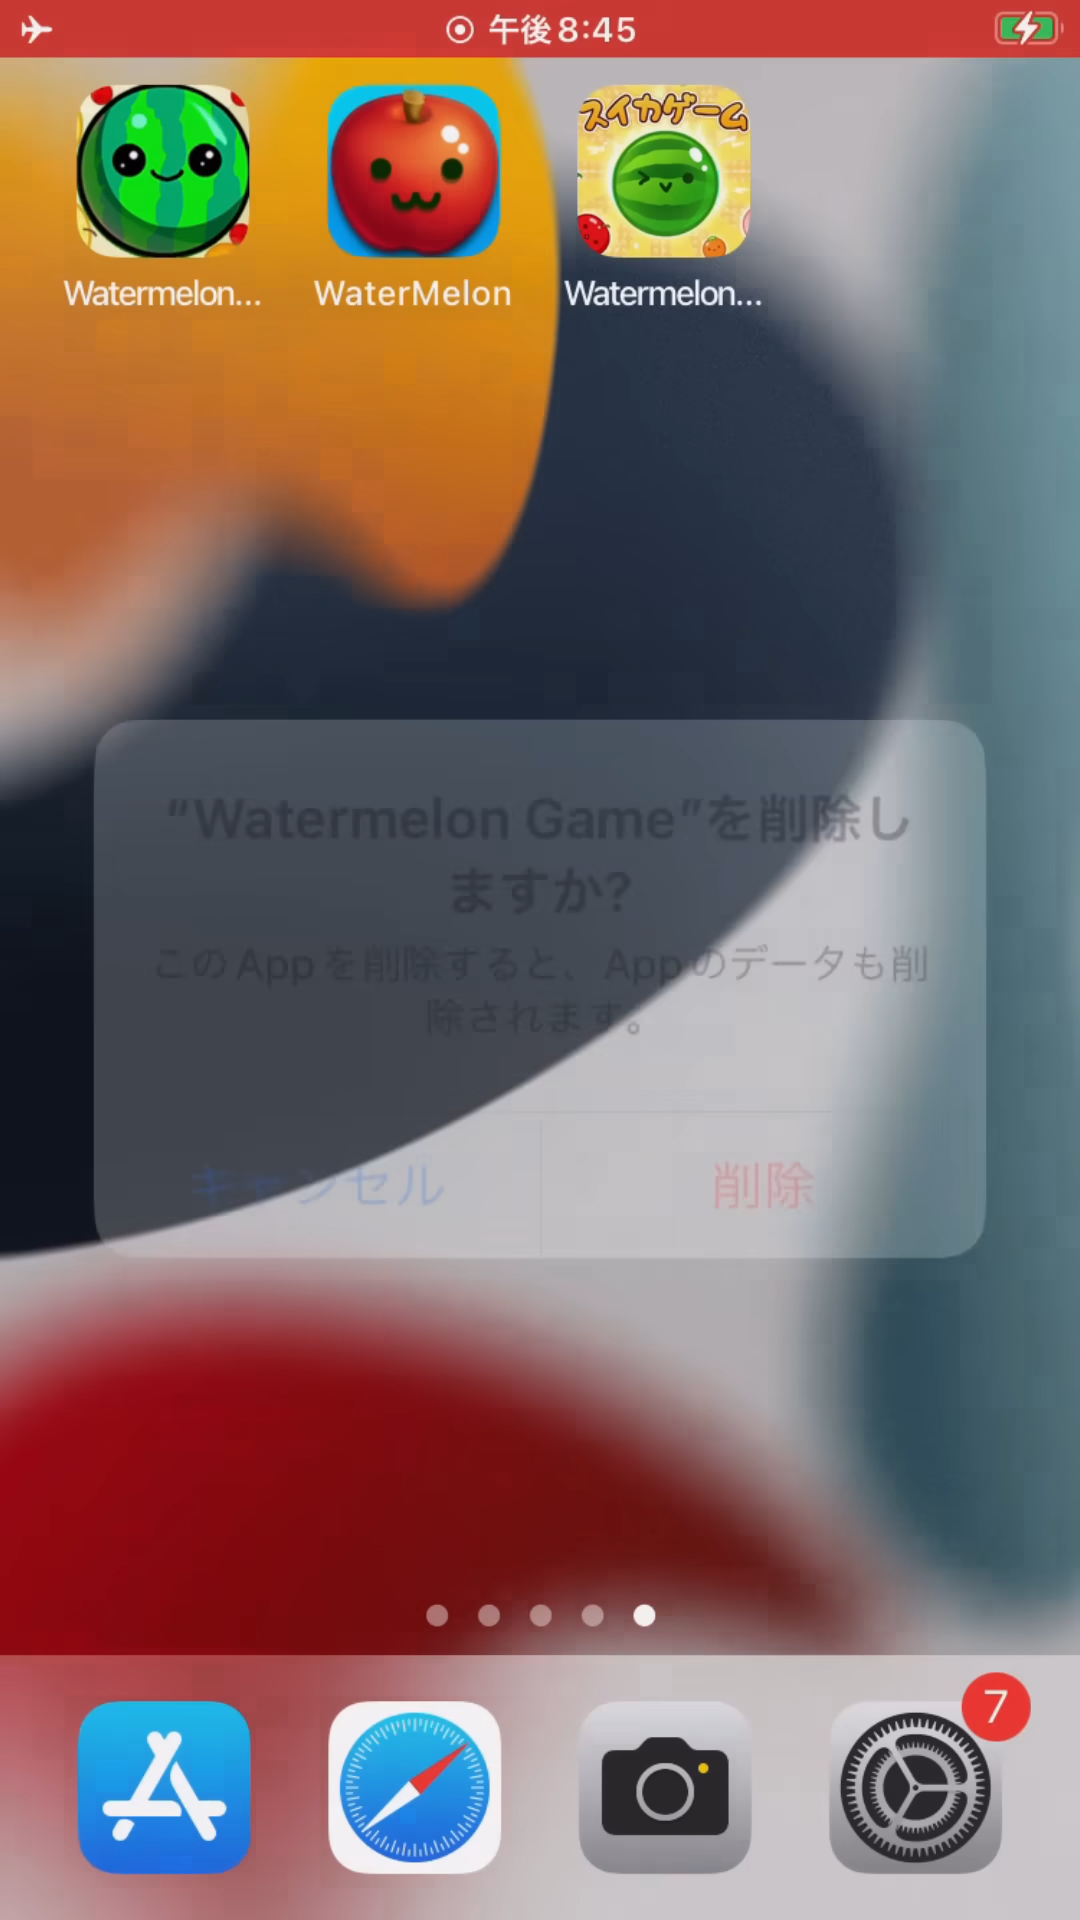 午後8:45
スイカゲーム
Watermelon...
WaterMelon
Watermelon...
“Watermelon Game”を削除し
ますか?
このAppを削除すると、Appのデータも削
除されます。
キャンセル
削除
7